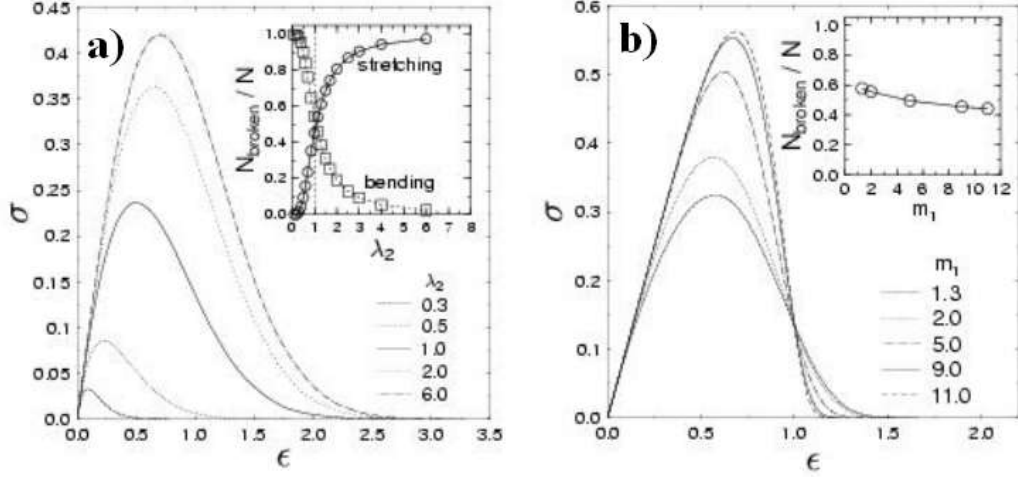 a)
0.45
0.4
0.35
0.3
0.25
0.2
0.15
0.1
0.05
0.0
σ
0.0 0.5 1.0 1.5 2.0 2.5 3.0 3.5
ϵ
1.0
0.8
0.6
0.4
0.2
0.0
N_broken / N
0 1 2 3 4 5 6 7 8
λ₂
stretching
bending
λ₂
0.3
0.5
1.0
2.0
6.0
b)
0.6
0.5
0.4
0.3
0.2
0.1
0.0
σ
0.0 0.5 1.0 1.5 2.0
ϵ
1.0
0.8
0.6
0.4
0.2
0.0
N_broken / N
0 2 4 6 8 10 12
m₁
m₁
1.3
2.0
5.0
9.0
11.0